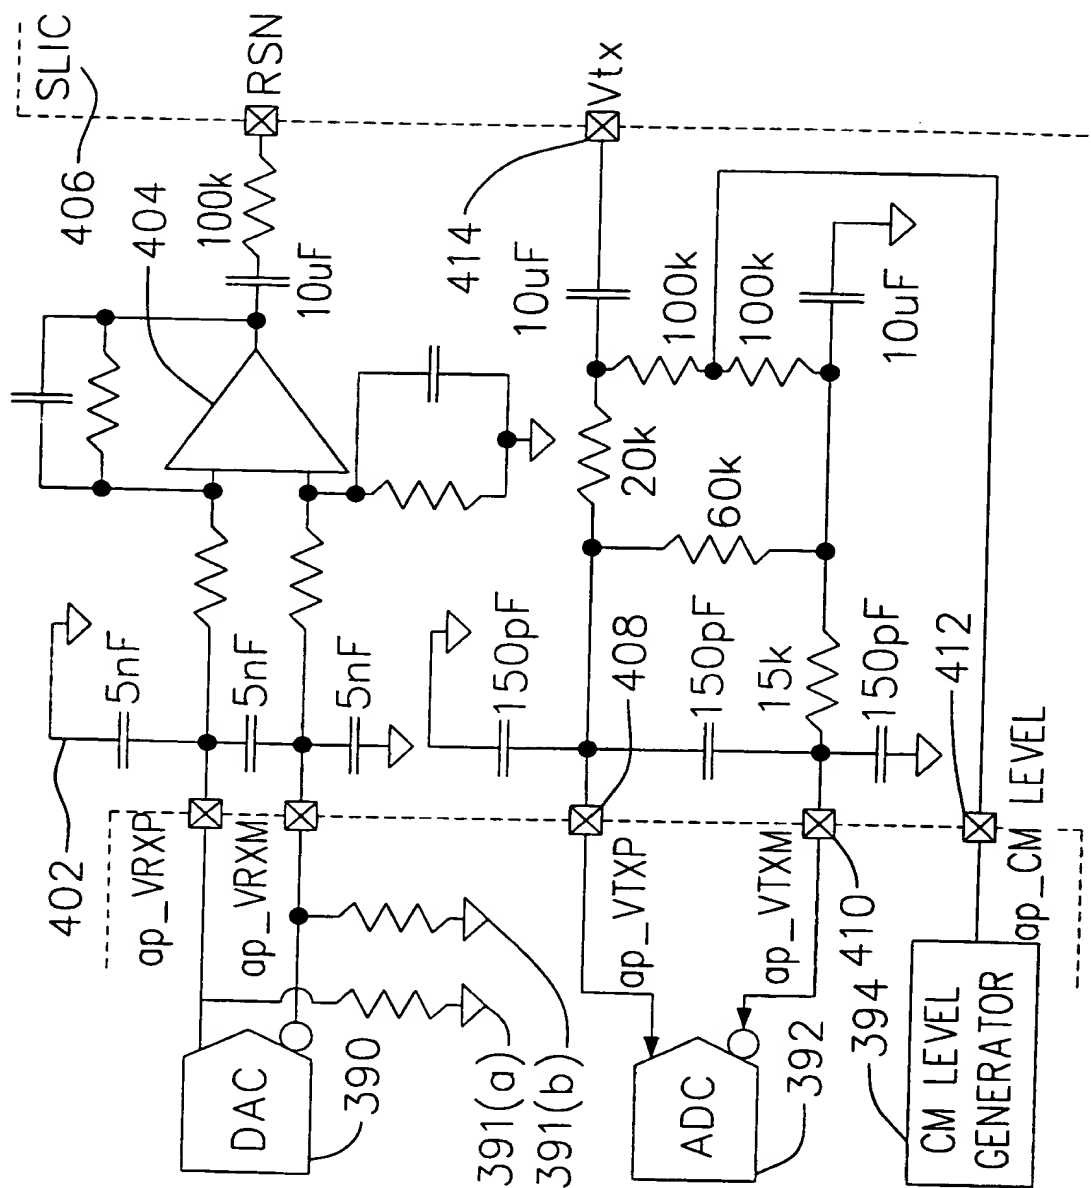 SLIC
406
404
RSN
100k
10uF
402
5nF
5nF
5nF
ap_VRXP
ap_VRXM
DAC
390
391(a)
391(b)
Vtx
414
10uF
100k
100k
10uF
20k
60k
150pF
150pF
15k
150pF
408
412
ap_VTXP
ap_VTXM
410
ADC
392
394
CM LEVEL
GENERATOR
ap_CM LEVEL